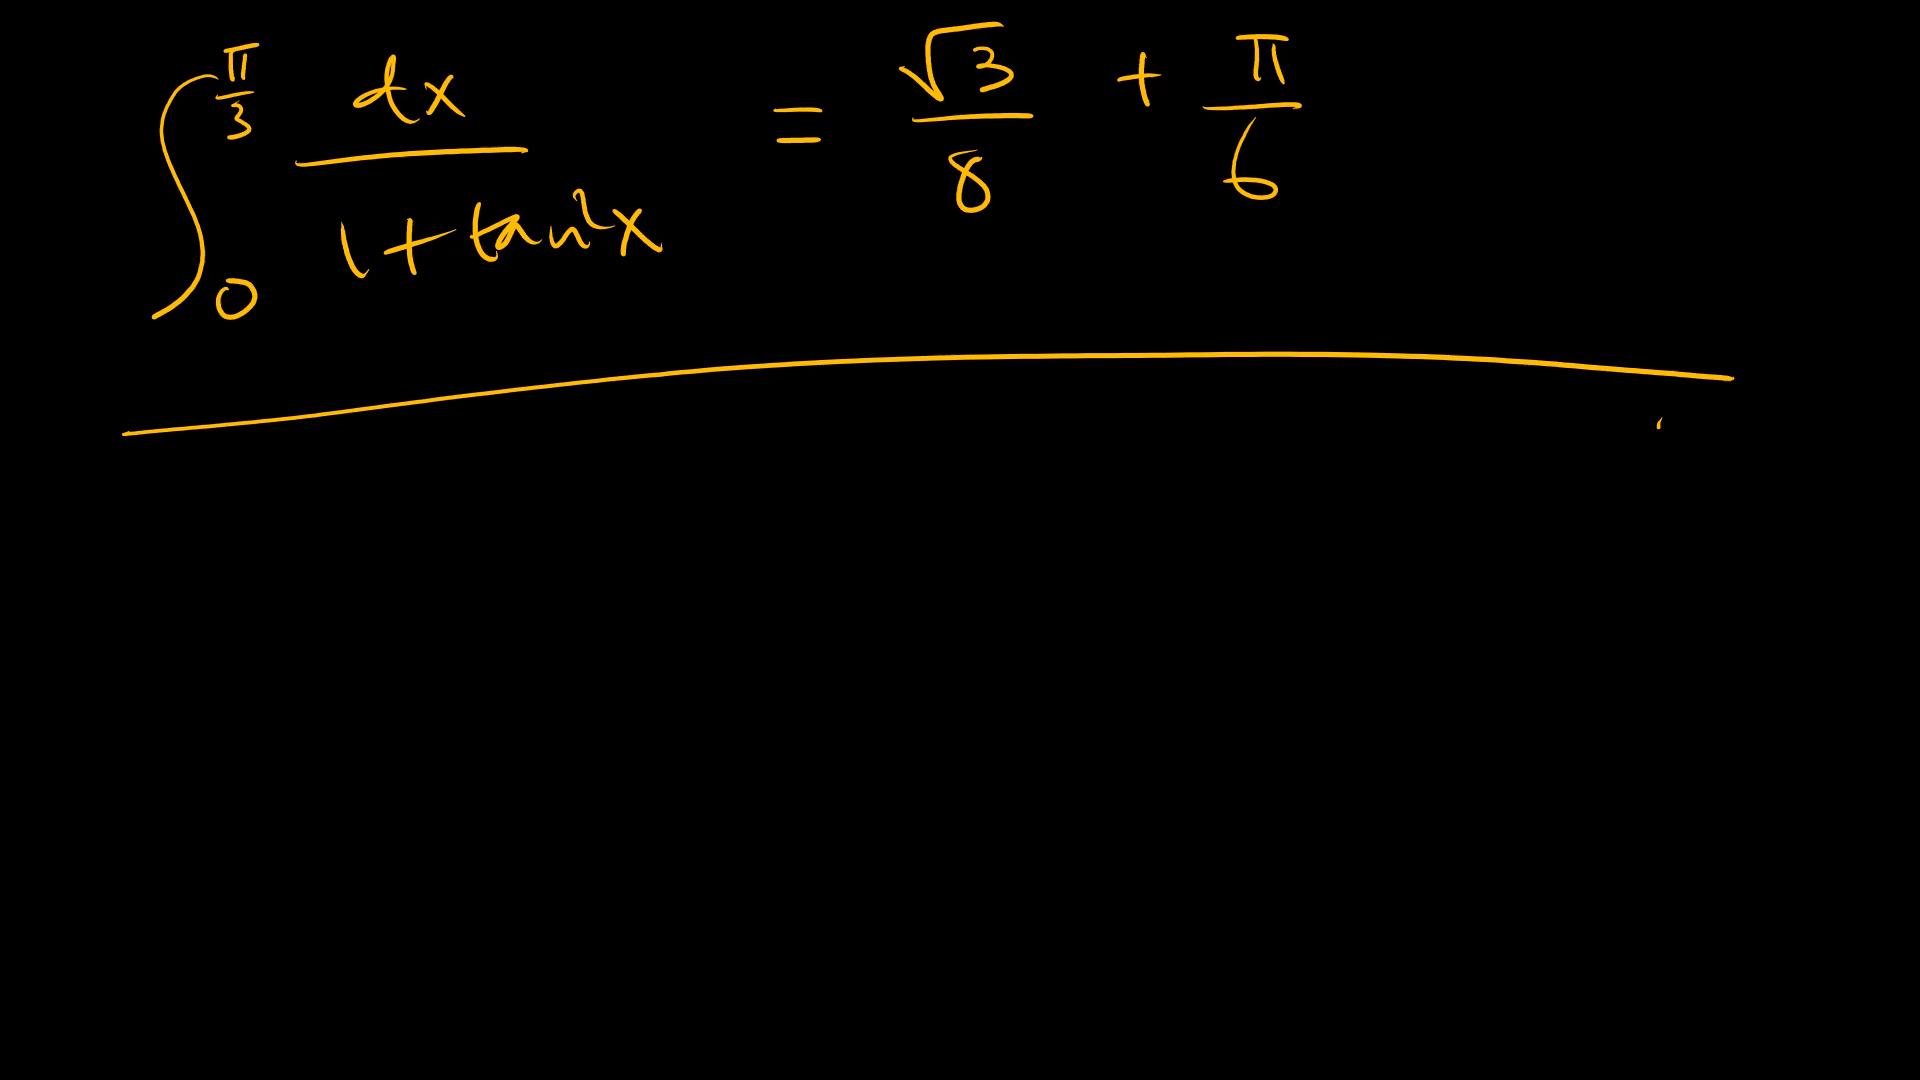 ∫₀^{π/3} dx / (1 + tan²x) = √3/8 + π/6